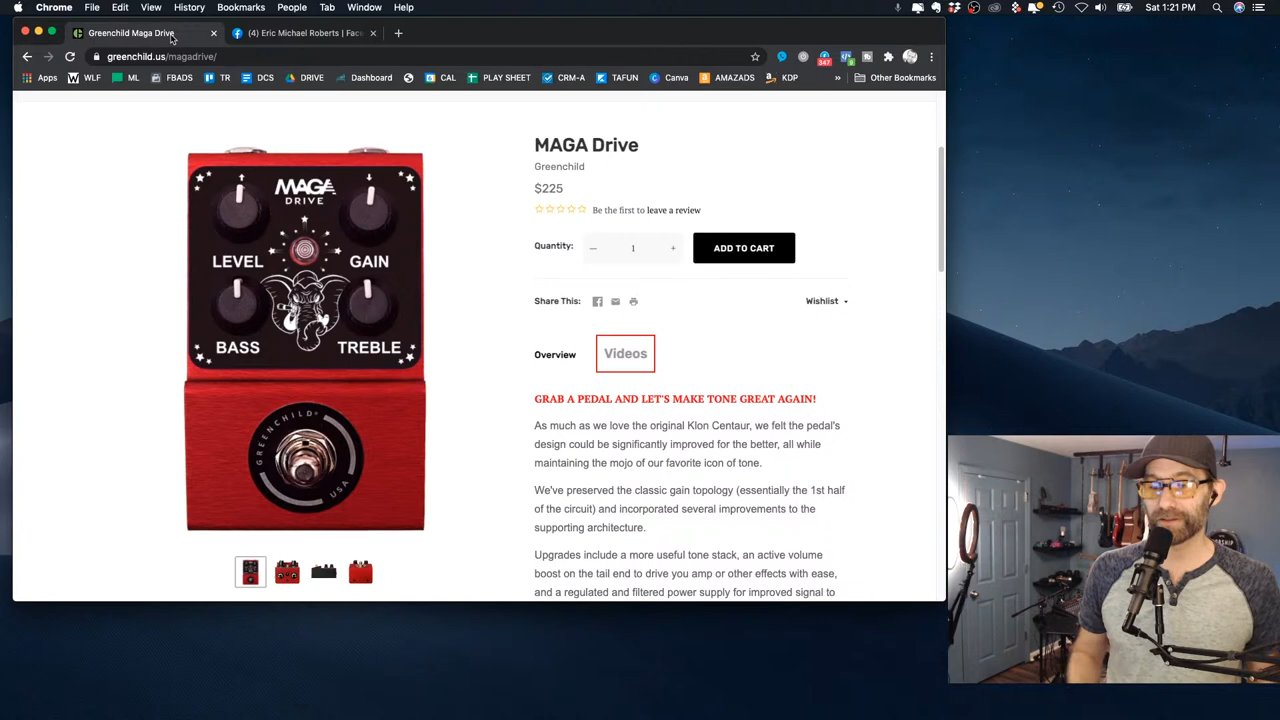 Chrome File Edit View History Bookmarks People Tab Window Help
Sat 1:21 PM
Greenchild Maga Drive
(4) Eric Michael Roberts | Face
greenchild.us/magadrive/
347
9
Apps WLF ML FBADS TR DCS DRIVE Dashboard CAL PLAY SHEET CRM-A TAFUN Canva AMAZADS KDP » Other Bookmarks
MAGA
DRIVE
LEVEL GAIN
BASS TREBLE
GREENCHILD®
USA
MAGA Drive
Greenchild
$225
Be the first to leave a review
Quantity: — 1 + ADD TO CART
Share This: Wishlist
Overview Videos
GRAB A PEDAL AND LET'S MAKE TONE GREAT AGAIN!
As much as we love the original Klon Centaur, we felt the pedal's
design could be significantly improved for the better, all while
maintaining the mojo of our favorite icon of tone.
We've preserved the classic gain topology (essentially the 1st half
of the circuit) and incorporated several improvements to the
supporting architecture.
Upgrades include a more useful tone stack, an active volume
boost on the tail end to drive you amp or other effects with ease,
and a regulated and filtered power supply for improved signal to